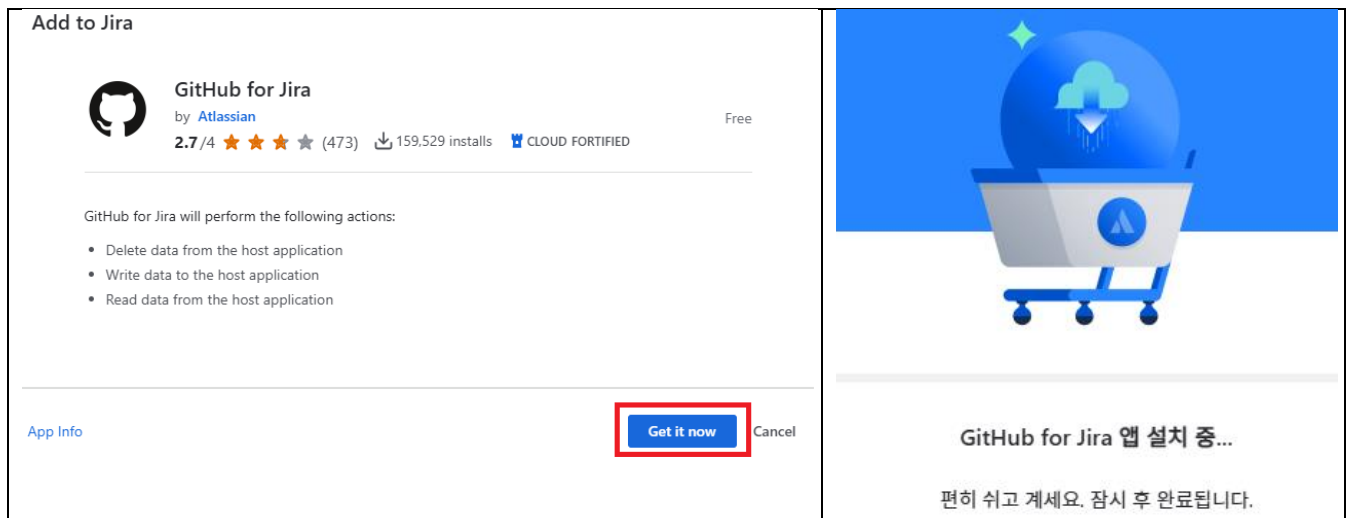 Add to Jira
GitHub for Jira
by Atlassian
Free
2.7/4 (473) 159,529 installs CLOUD FORTIFIED
GitHub for Jira will perform the following actions:
• Delete data from the host application
• Write data to the host application
• Read data from the host application
App Info
Get it now
Cancel
GitHub for Jira 앱 설치 중...
편히 쉬고 계세요. 잠시 후 완료됩니다.